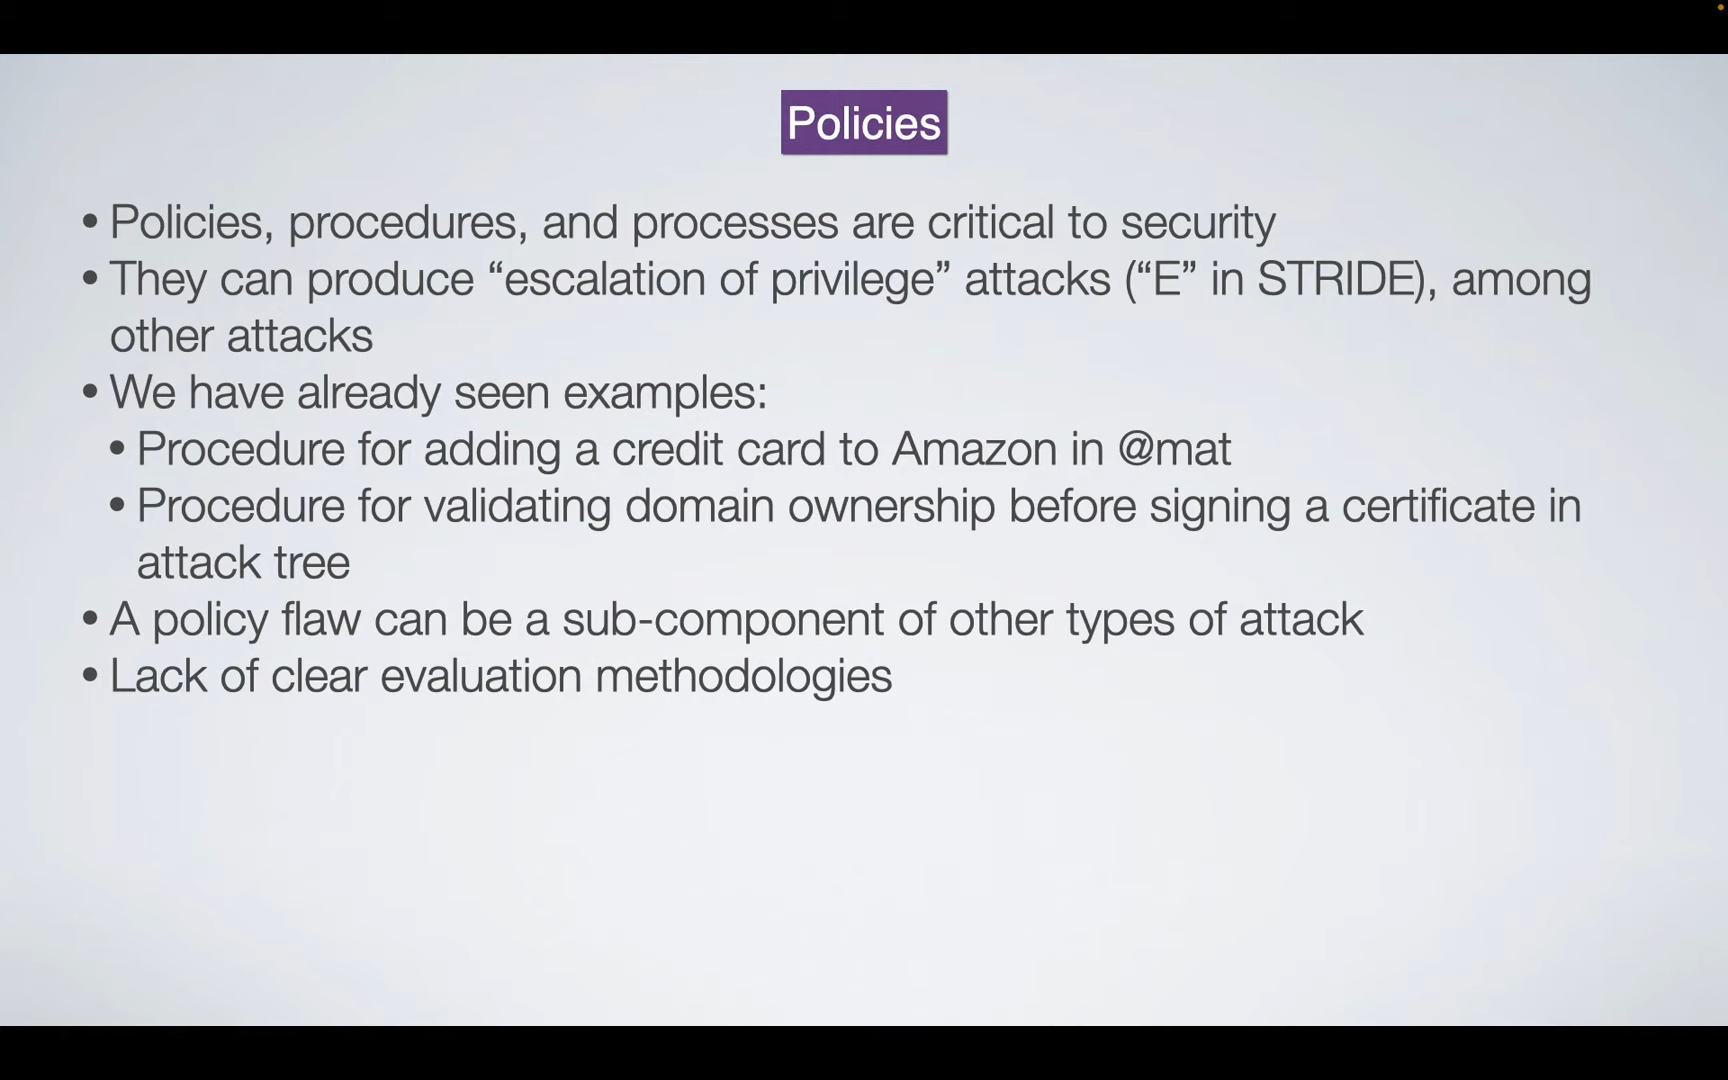 Policies
• Policies, procedures, and processes are critical to security
• They can produce “escalation of privilege” attacks (“E” in STRIDE), among
other attacks
• We have already seen examples:
• Procedure for adding a credit card to Amazon in @mat
• Procedure for validating domain ownership before signing a certificate in
attack tree
• A policy flaw can be a sub-component of other types of attack
• Lack of clear evaluation methodologies